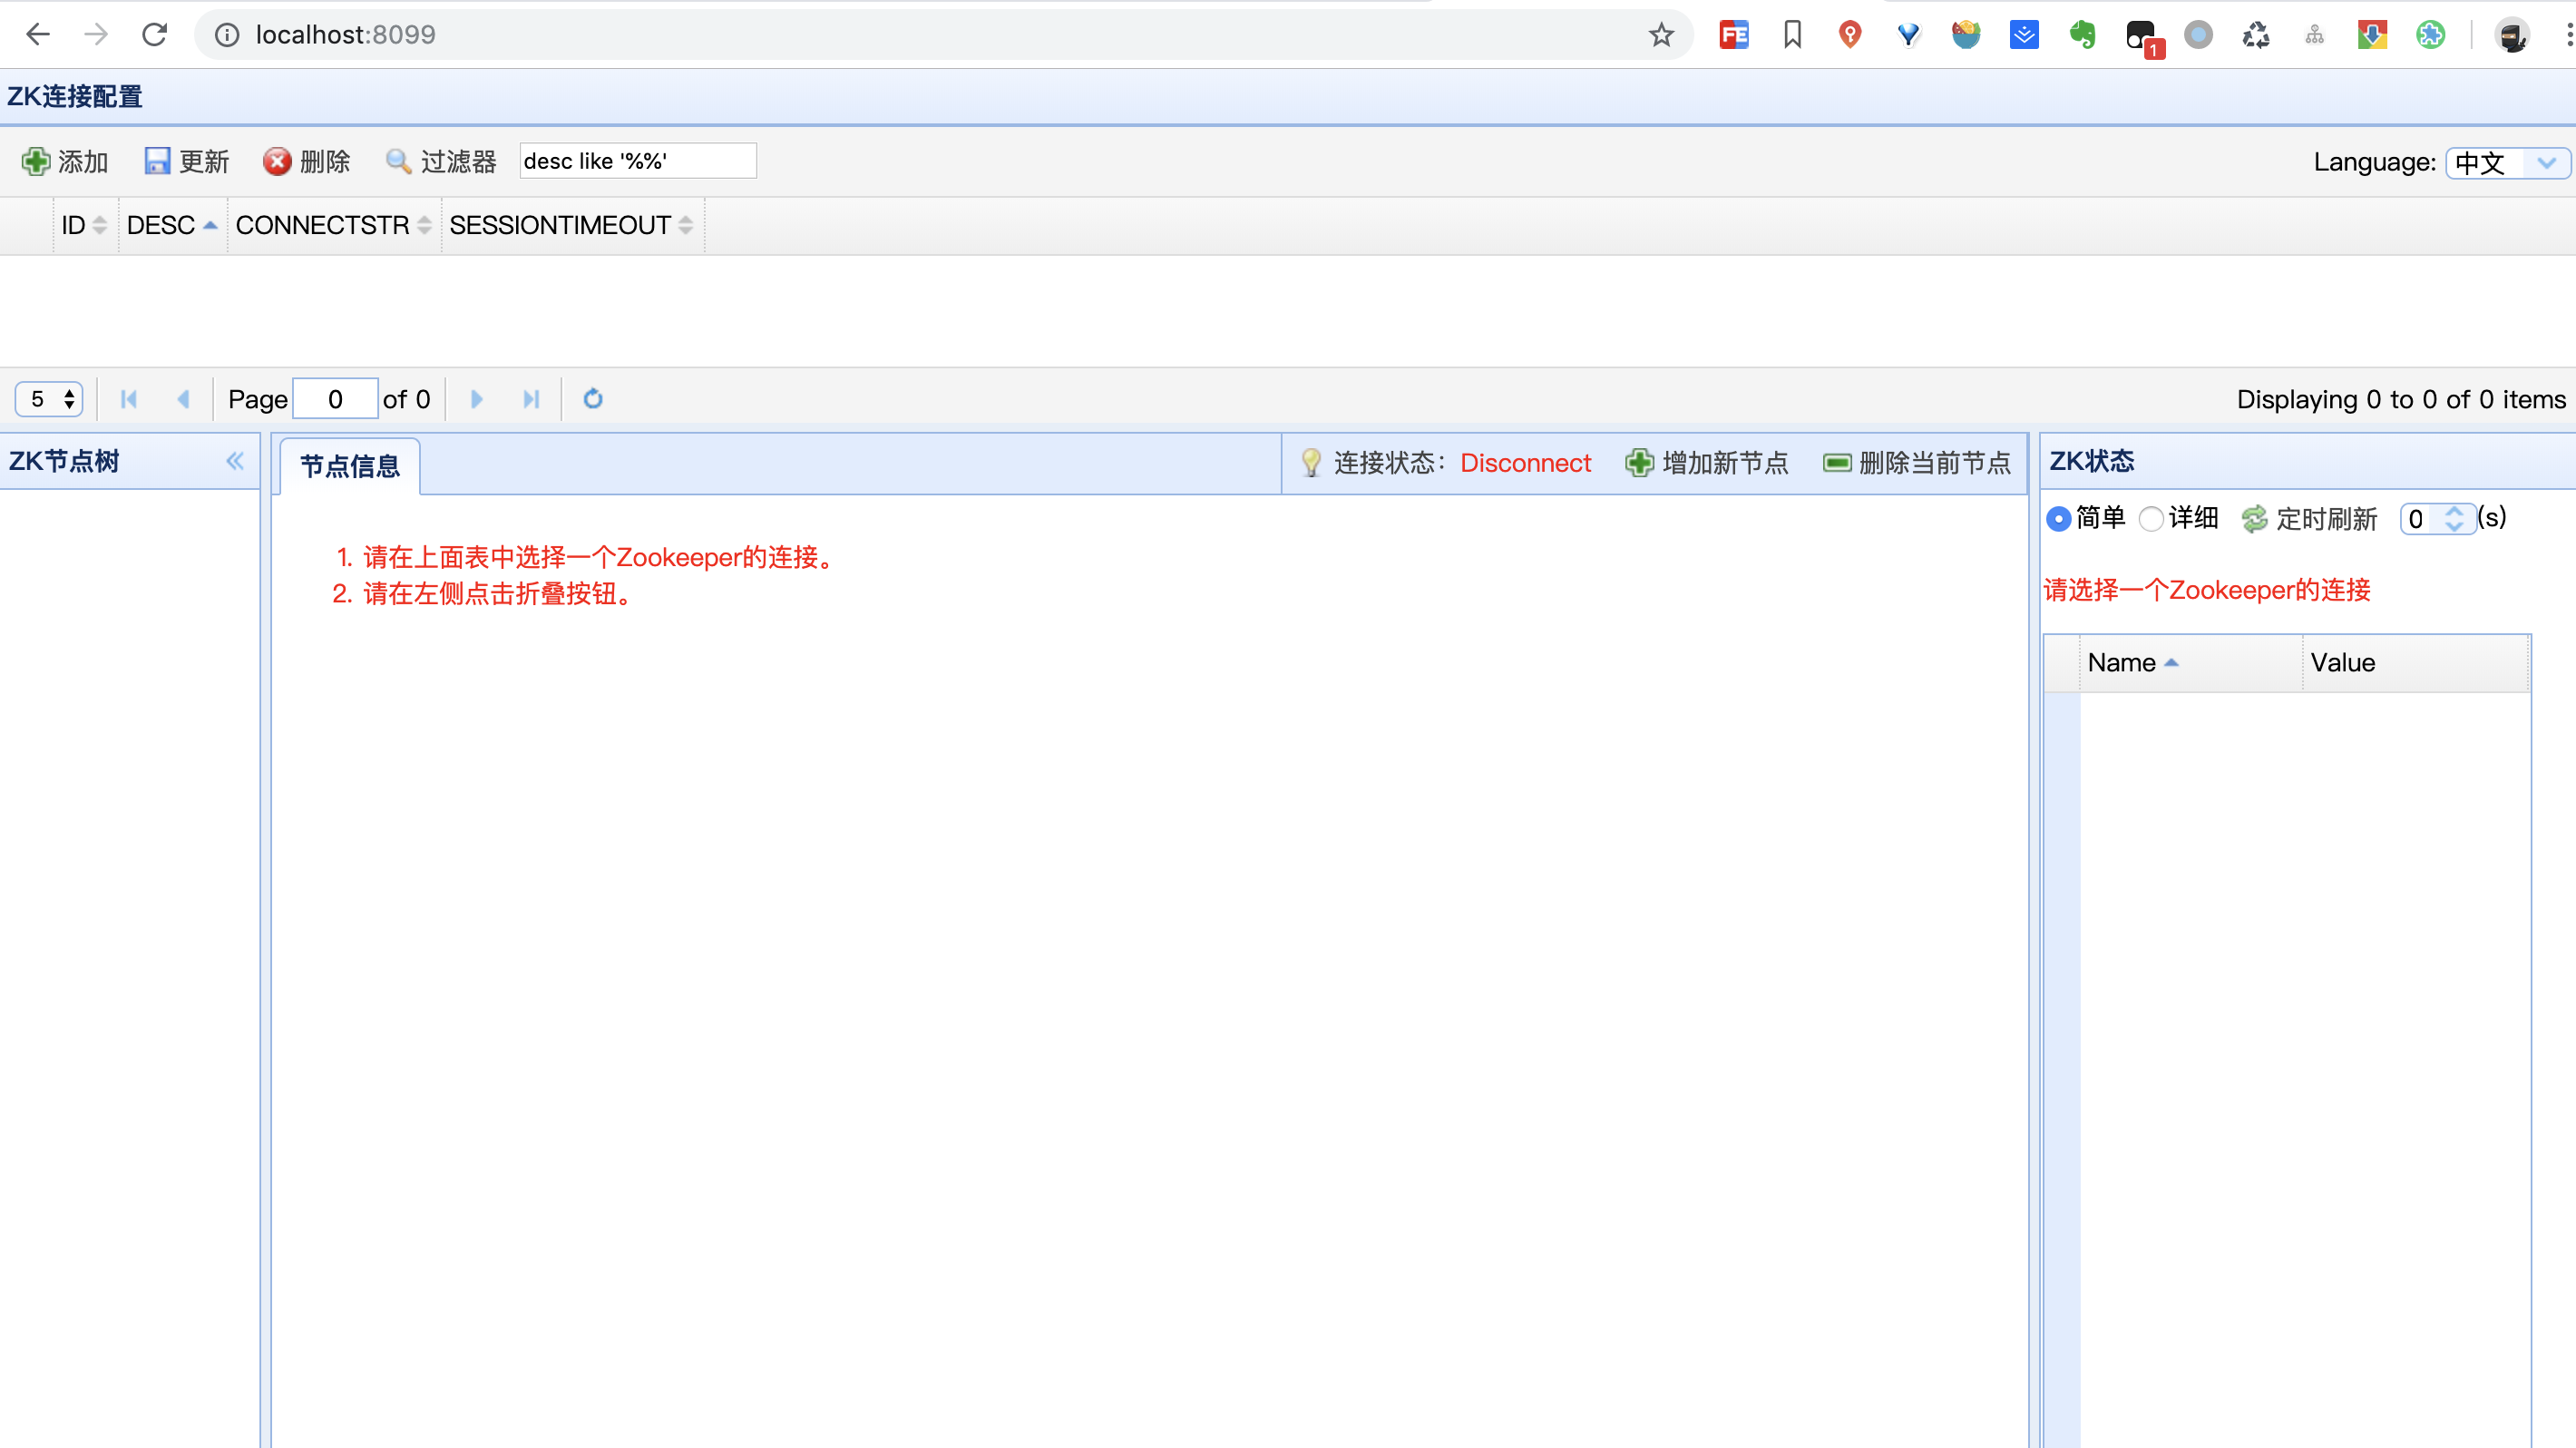 localhost:8099
FE
1
ZK连接配置
添加 更新 删除 过滤器 desc like '%%' Language: 中文
ID DESC CONNECTSTR SESSIONTIMEOUT
5 Page 0 of 0 Displaying 0 to 0 of 0 items
ZK节点树
节点信息 连接状态: Disconnect 增加新节点 删除当前节点
ZK状态
简单 详细 定时刷新 0 (s)
1. 请在上面表中选择一个Zookeeper的连接。
2. 请在左侧点击折叠按钮。
请选择一个Zookeeper的连接
Name Value